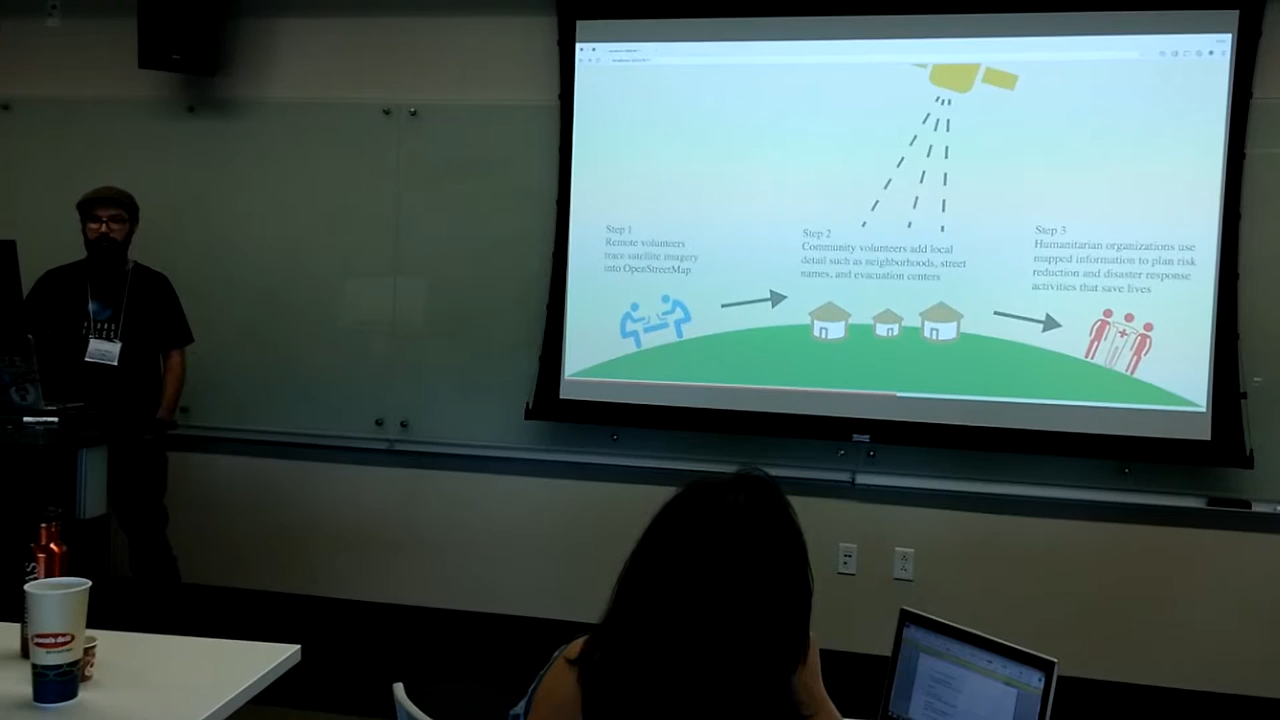 Step 1
Remote volunteers
trace satellite imagery
into OpenStreetMap
Step 2
Community volunteers add local
detail such as neighborhoods, street
names, and evacuation centers
Step 3
Humanitarian organizations use
mapped information to plan risk
reduction and disaster response
activities that save lives